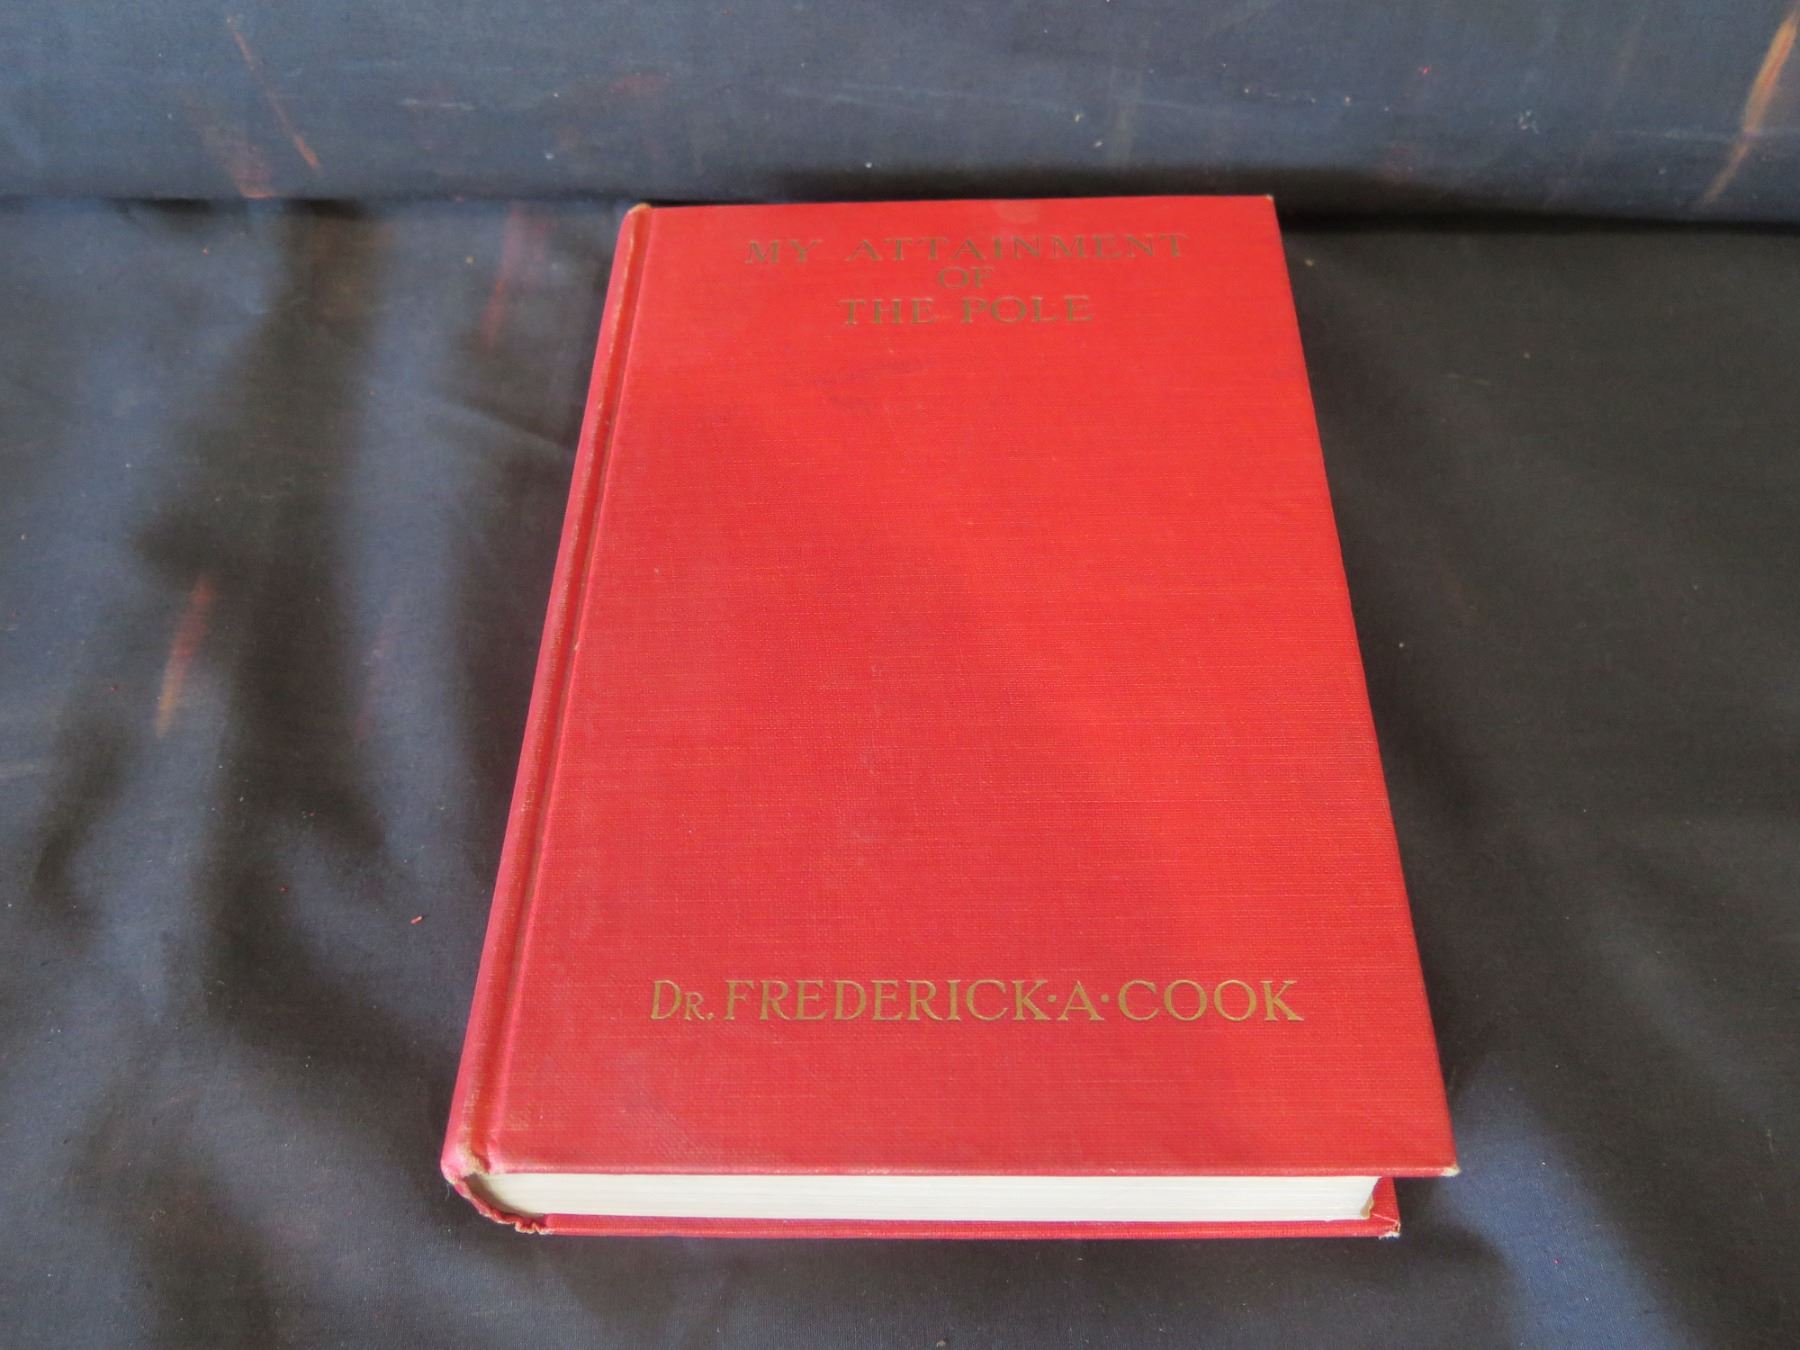 MY ATTAINMENT
OF
THE POLE
DR. FREDERICK·A·COOK